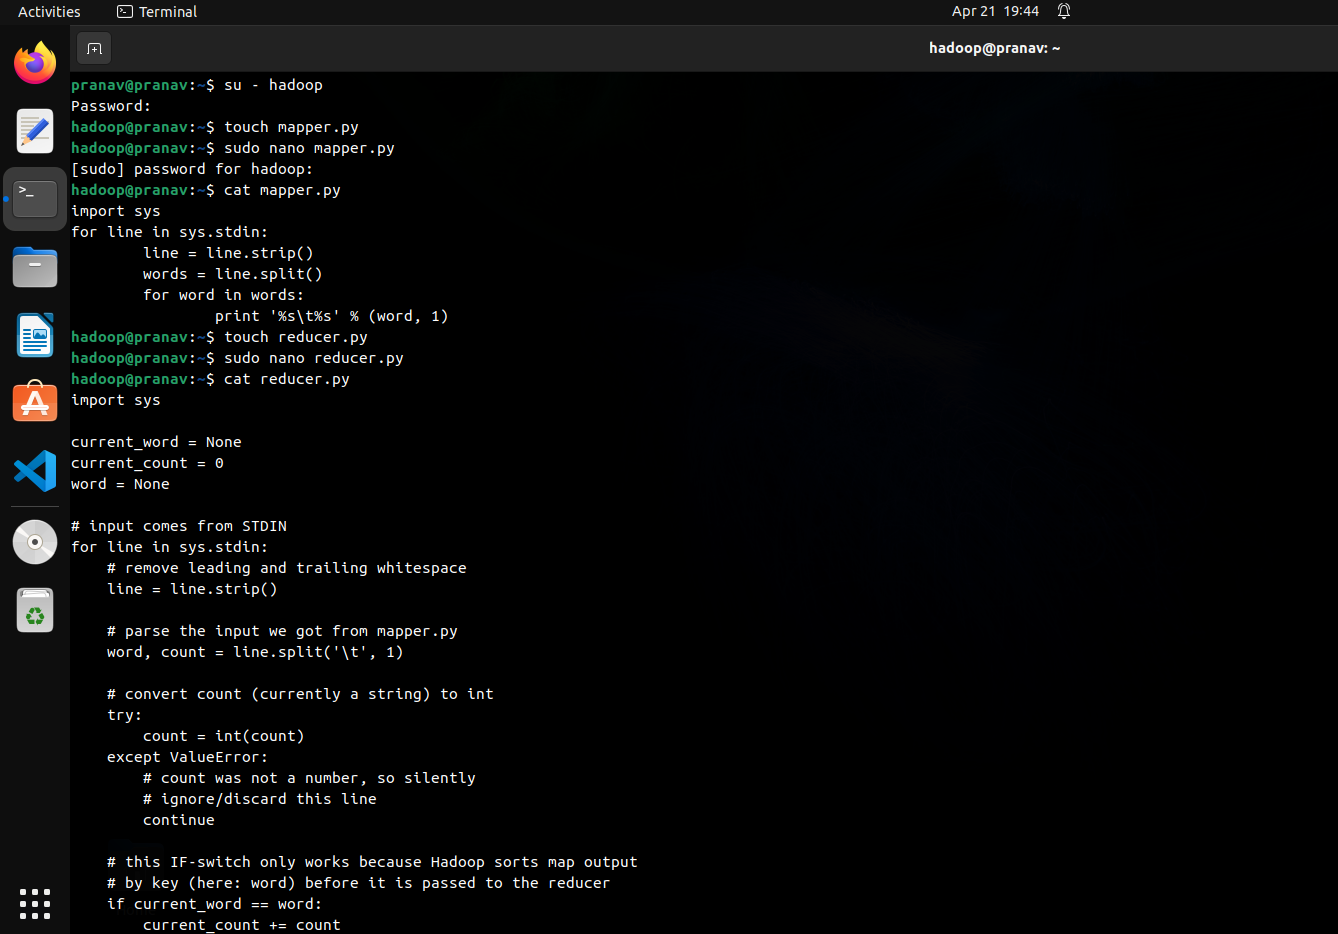 Activities
Terminal
Apr 21 19:44
hadoop@pranav: ~
pranav@pranav:~$ su - hadoop
Password:
hadoop@pranav:~$ touch mapper.py
hadoop@pranav:~$ sudo nano mapper.py
[sudo] password for hadoop:
hadoop@pranav:~$ cat mapper.py
import sys
for line in sys.stdin:
        line = line.strip()
        words = line.split()
        for word in words:
                print '%s\t%s' % (word, 1)
hadoop@pranav:~$ touch reducer.py
hadoop@pranav:~$ sudo nano reducer.py
hadoop@pranav:~$ cat reducer.py
import sys

current_word = None
current_count = 0
word = None

# input comes from STDIN
for line in sys.stdin:
    # remove leading and trailing whitespace
    line = line.strip()

    # parse the input we got from mapper.py
    word, count = line.split('\t', 1)

    # convert count (currently a string) to int
    try:
        count = int(count)
    except ValueError:
        # count was not a number, so silently
        # ignore/discard this line
        continue

    # this IF-switch only works because Hadoop sorts map output
    # by key (here: word) before it is passed to the reducer
    if current_word == word:
        current_count += count